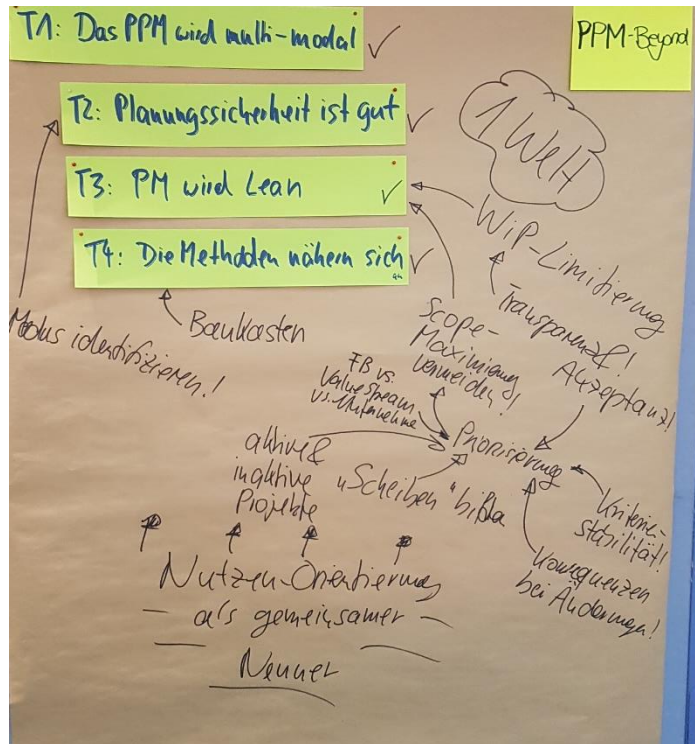 T1: Das PPM wird multi-modal
PPM-Beyond
T2: Planungssicherheit ist gut
T3: PM wird Lean
T4: Die Methoden nähern sich
an
1 Welt
WiP-Limitierung
Transparenz!
Akzeptanz!
Modus identifizieren!
Baukasten
Scope-
Maximierung
vermeiden!
FB vs.
Value Stream
vs. Unternehme
Priorisierung
aktive &
inaktive
Projekte
"Scheiben"
Kriterien-
stabilität!
Konsequenzen
bei Änderungen!
Nutzen-Orientierung
als gemeinsamer
Nenner